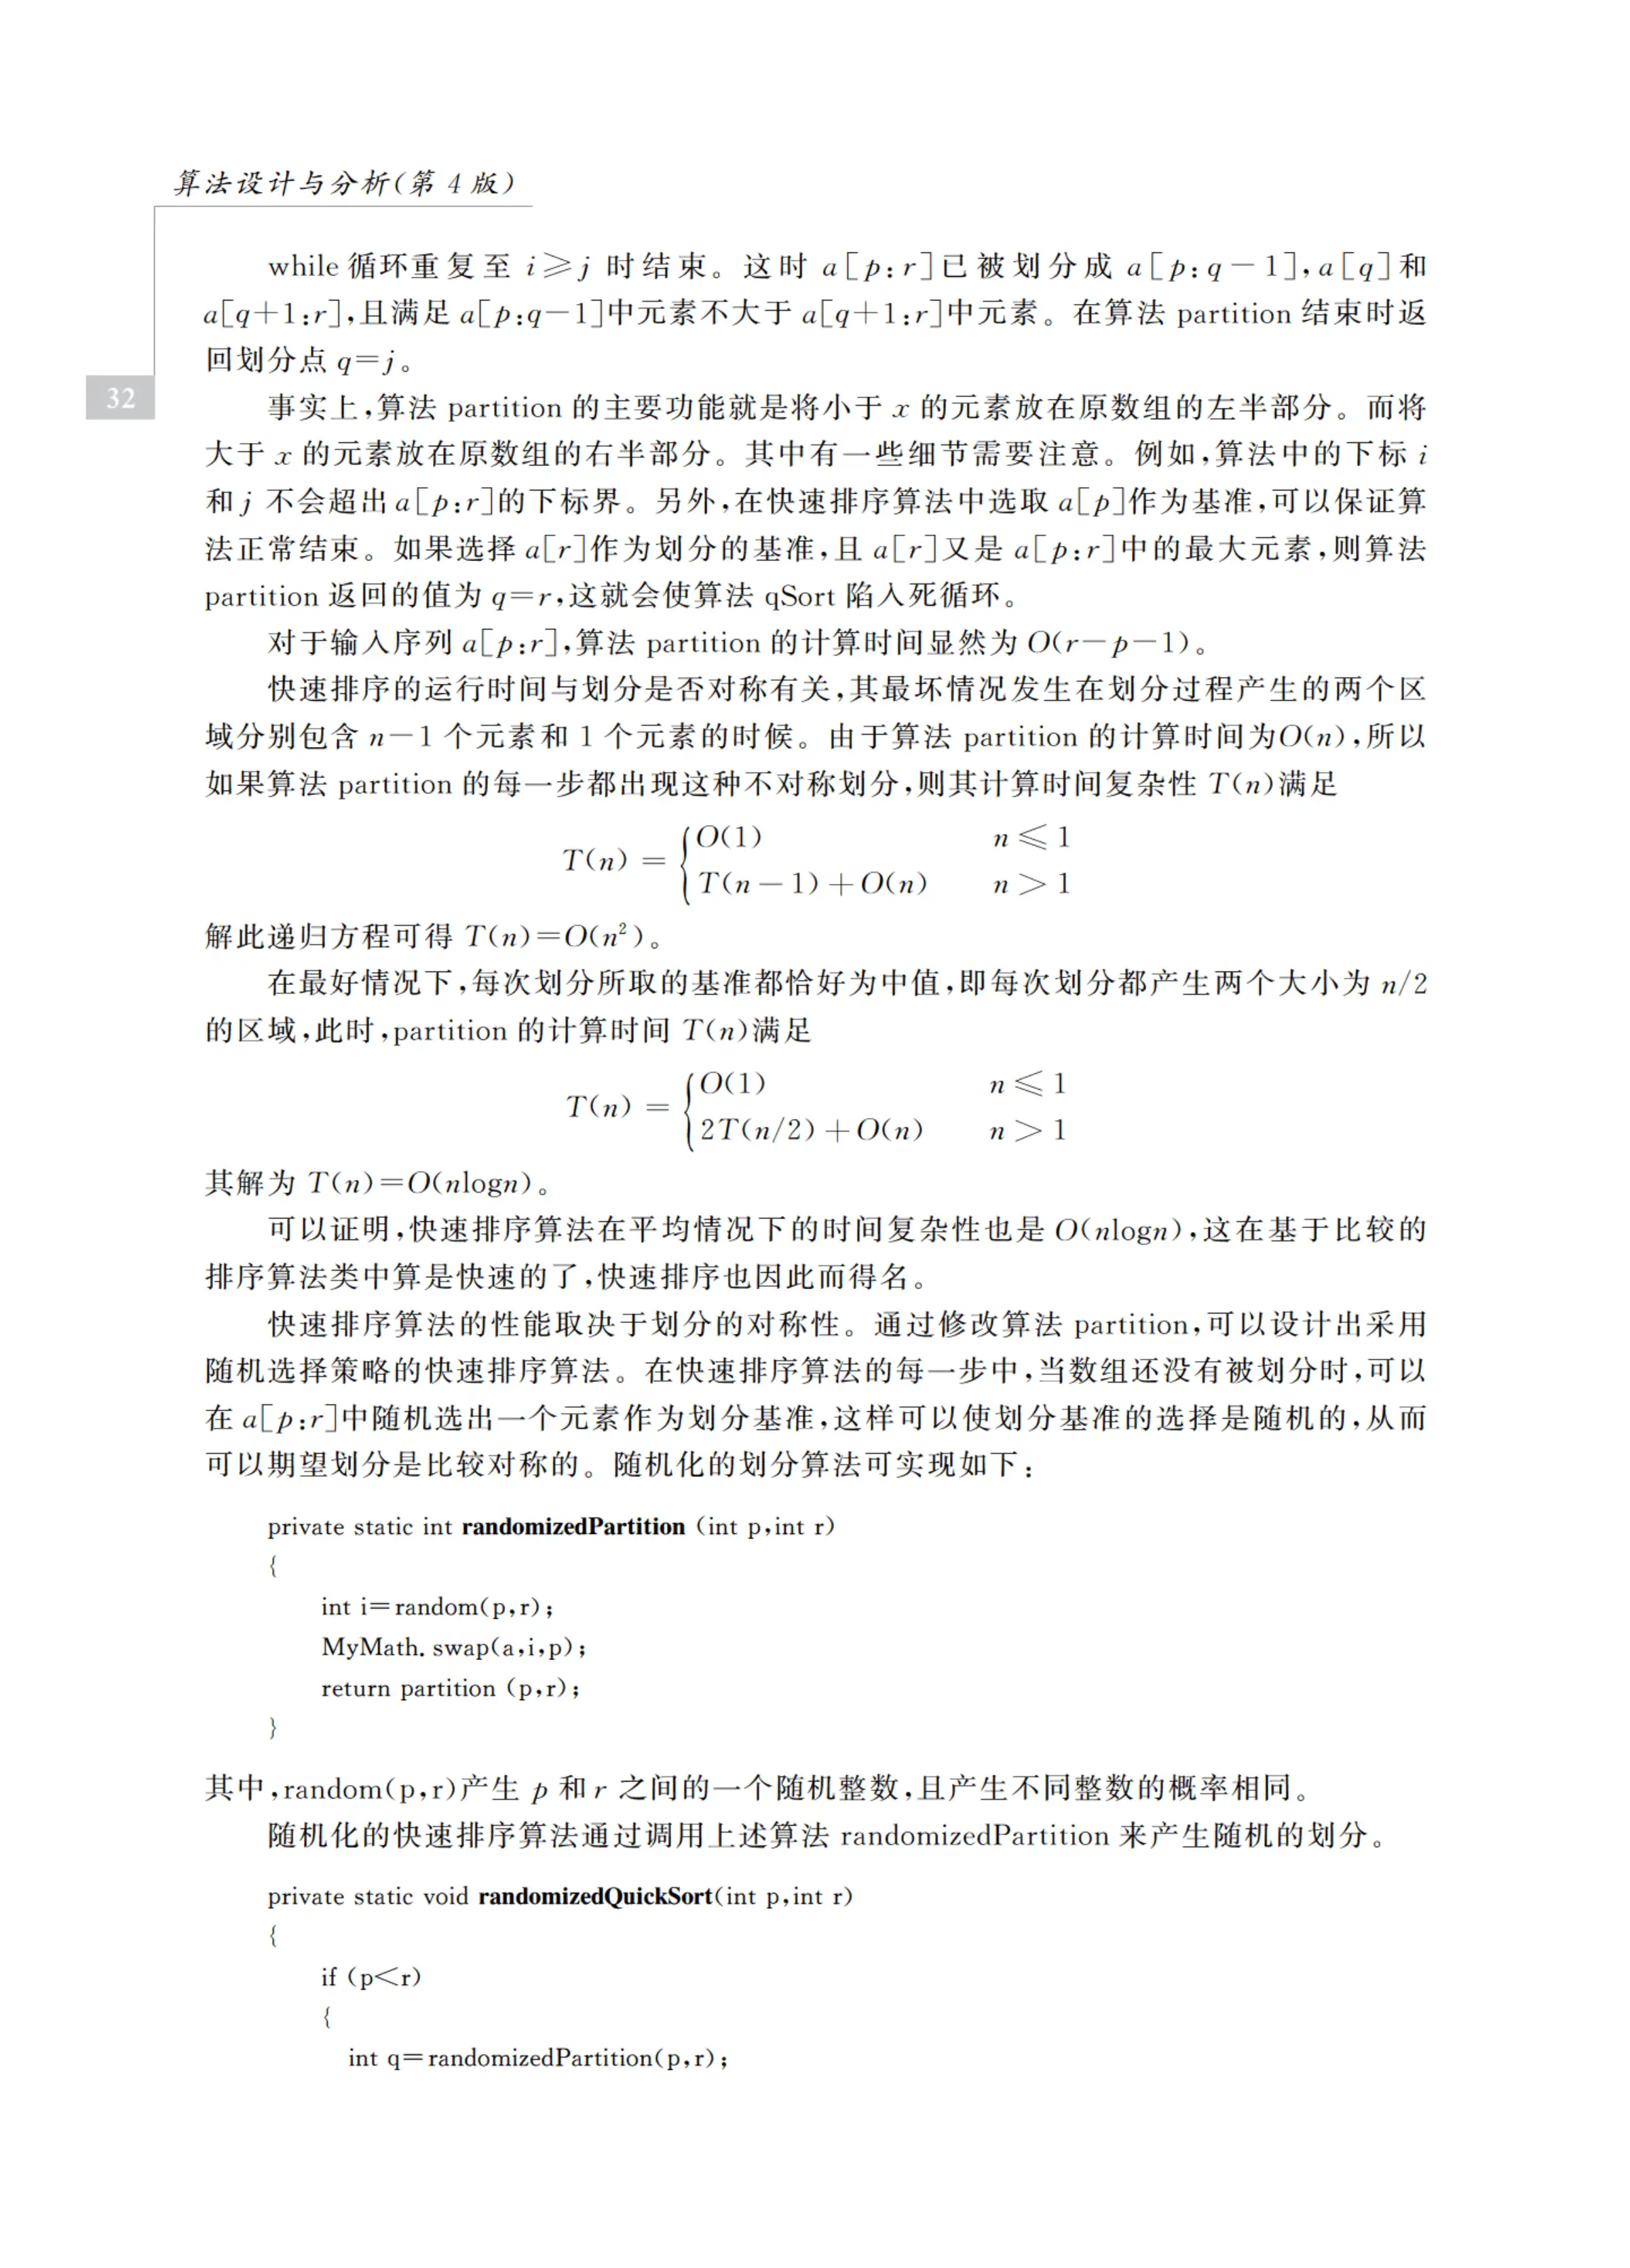 算法设计与分析(第 4 版)
while 循环重复至 i⩾j 时结束。这时 a[p:r]已被划分成 a[p:q-1],a[q]和
a[q+1:r],且满足 a[p:q-1]中元素不大于 a[q+1:r]中元素。在算法 partition 结束时返
回划分点 q=j。
32
事实上,算法 partition 的主要功能就是将小于 x 的元素放在原数组的左半部分。而将
大于 x 的元素放在原数组的右半部分。其中有一些细节需要注意。例如,算法中的下标 i
和 j 不会超出 a[p:r]的下标界。另外,在快速排序算法中选取 a[p]作为基准,可以保证算
法正常结束。如果选择 a[r]作为划分的基准,且 a[r]又是 a[p:r]中的最大元素,则算法
partition 返回的值为 q=r,这就会使算法 qSort 陷入死循环。
对于输入序列 a[p:r],算法 partition 的计算时间显然为 O(r-p-1)。
快速排序的运行时间与划分是否对称有关,其最坏情况发生在划分过程产生的两个区
域分别包含 n-1 个元素和 1 个元素的时候。由于算法 partition 的计算时间为O(n),所以
如果算法 partition 的每一步都出现这种不对称划分,则其计算时间复杂性 T(n)满足
T(n) = { O(1) n ⩽ 1
T(n-1)+O(n) n > 1
解此递归方程可得 T(n)=O(n²)。
在最好情况下,每次划分所取的基准都恰好为中值,即每次划分都产生两个大小为 n/2
的区域,此时,partition 的计算时间 T(n)满足
T(n) = { O(1) n ⩽ 1
2T(n/2)+O(n) n > 1
其解为 T(n)=O(nlogn)。
可以证明,快速排序算法在平均情况下的时间复杂性也是 O(nlogn),这在基于比较的
排序算法类中算是快速的了,快速排序也因此而得名。
快速排序算法的性能取决于划分的对称性。通过修改算法 partition,可以设计出采用
随机选择策略的快速排序算法。在快速排序算法的每一步中,当数组还没有被划分时,可以
在 a[p:r]中随机选出一个元素作为划分基准,这样可以使划分基准的选择是随机的,从而
可以期望划分是比较对称的。随机化的划分算法可实现如下:
private static int randomizedPartition (int p,int r)
{
int i=random(p,r);
MyMath. swap(a,i,p);
return partition (p,r);
}
其中,random(p,r)产生 p 和 r 之间的一个随机整数,且产生不同整数的概率相同。
随机化的快速排序算法通过调用上述算法 randomizedPartition 来产生随机的划分。
private static void randomizedQuickSort(int p,int r)
{
if (p<r)
{
int q=randomizedPartition(p,r);